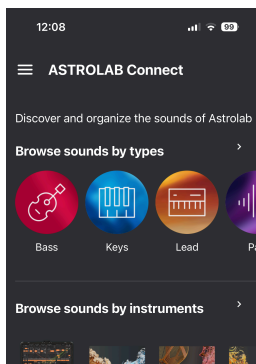 12:08
99
ASTROLAB Connect
Discover and organize the sounds of Astrolab
Browse sounds by types
Bass Keys Lead
Browse sounds by instruments